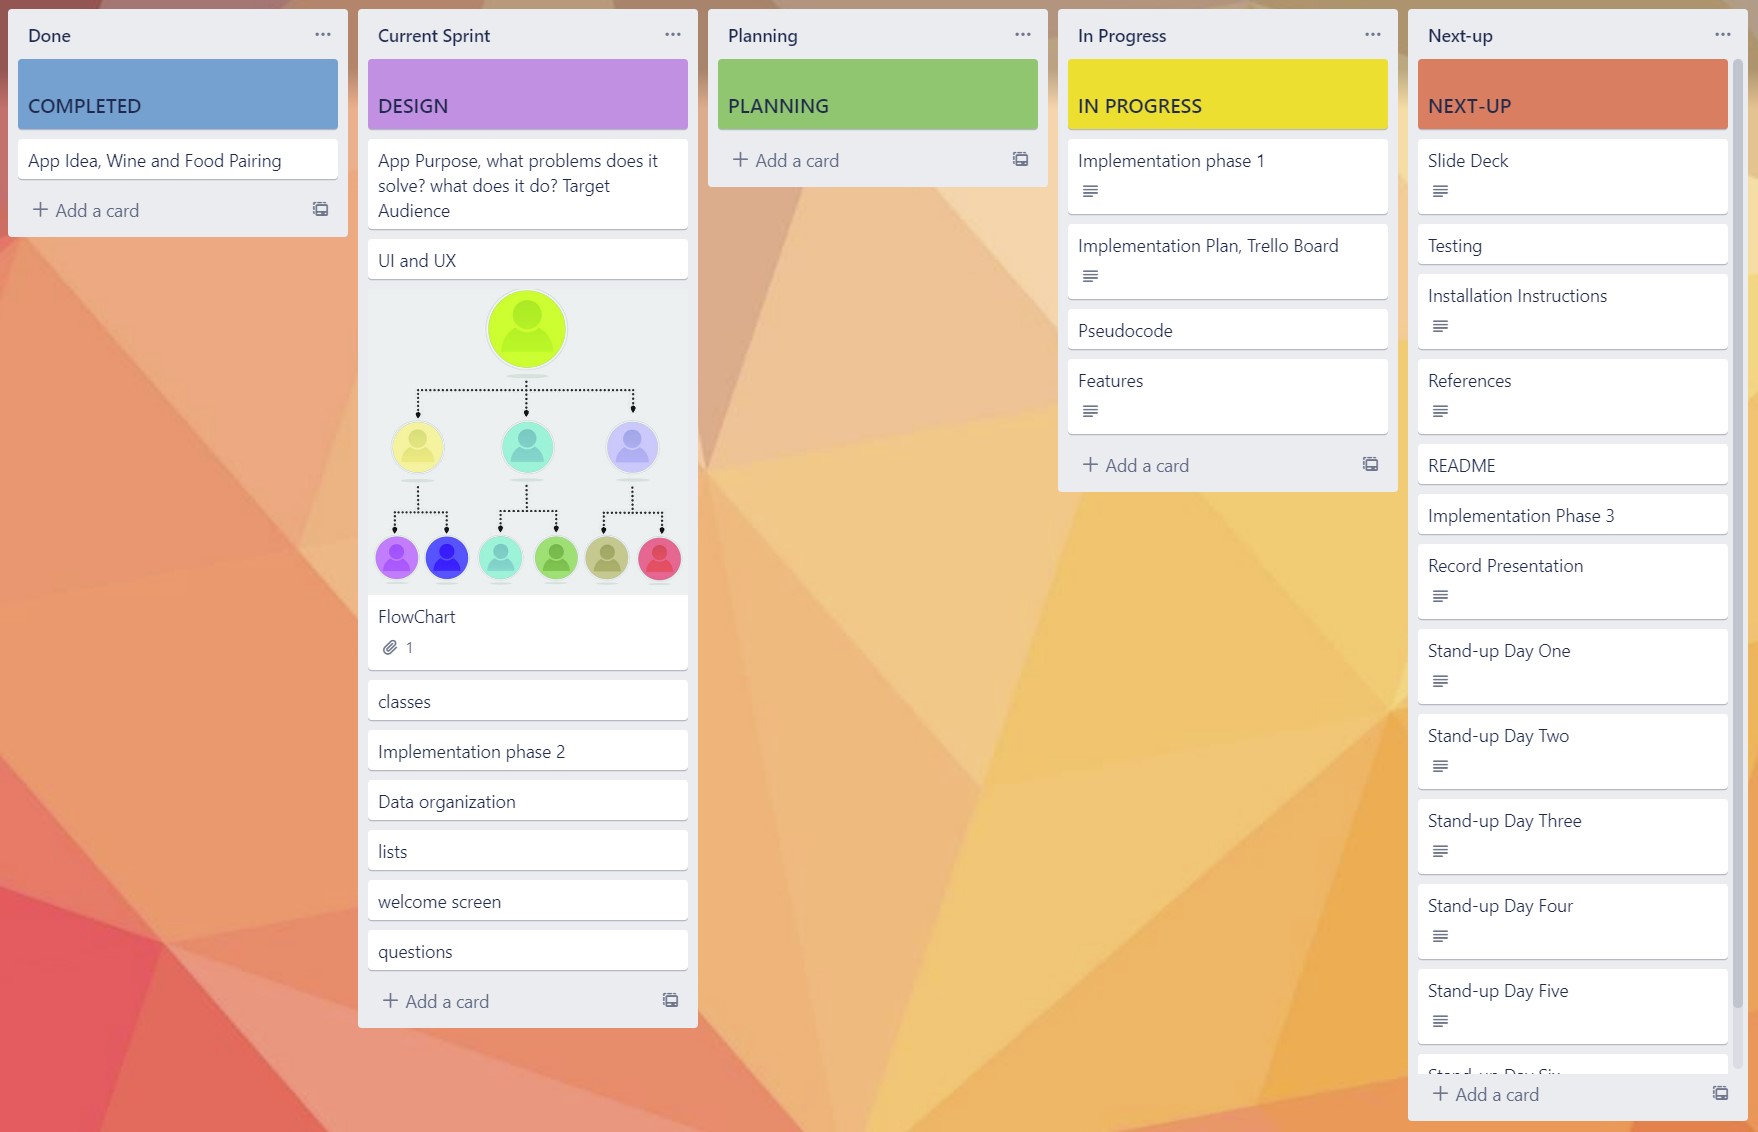 Done
COMPLETED
App Idea, Wine and Food Pairing
Add a card
Current Sprint
DESIGN
App Purpose, what problems does it
solve? what does it do? Target
Audience
UI and UX
FlowChart
1
classes
Implementation phase 2
Data organization
lists
welcome screen
questions
Add a card
Planning
PLANNING
Add a card
In Progress
IN PROGRESS
Implementation phase 1
Implementation Plan, Trello Board
Pseudocode
Features
Add a card
Next-up
NEXT-UP
Slide Deck
Testing
Installation Instructions
References
README
Implementation Phase 3
Record Presentation
Stand-up Day One
Stand-up Day Two
Stand-up Day Three
Stand-up Day Four
Stand-up Day Five
Stand-up Day Six
Add a card